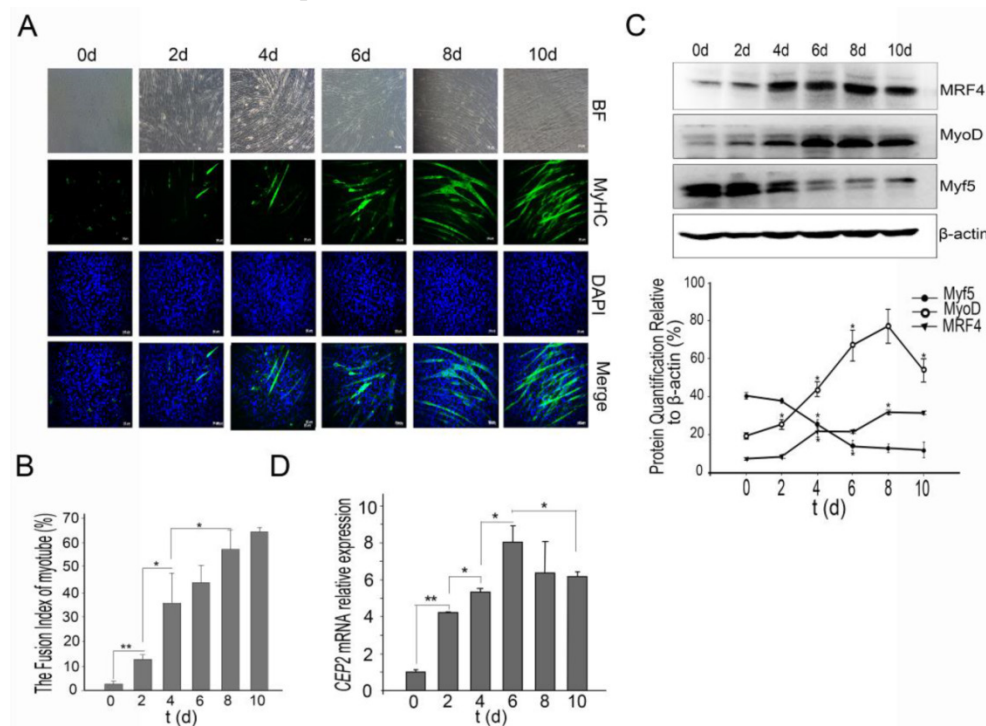 A
0d 2d 4d 6d 8d 10d
BF
MyHC
DAPI
Merge
C
0d 2d 4d 6d 8d 10d
MRF4
MyoD
Myf5
β-actin
Protein Quantification Relative
to β-actin (%)
100
80
60
40
20
0
Myf5
MyoD
MRF4
* * * * * * * *
0 2 4 6 8 10
t (d)
B
The Fusion Index of myotube (%)
70
60
50
40
30
20
10
0
** * *
0 2 4 6 8 10
t (d)
D
CEP2 mRNA relative expression
10
8
6
4
2
0
** * * *
0 2 4 6 8 10
t (d)